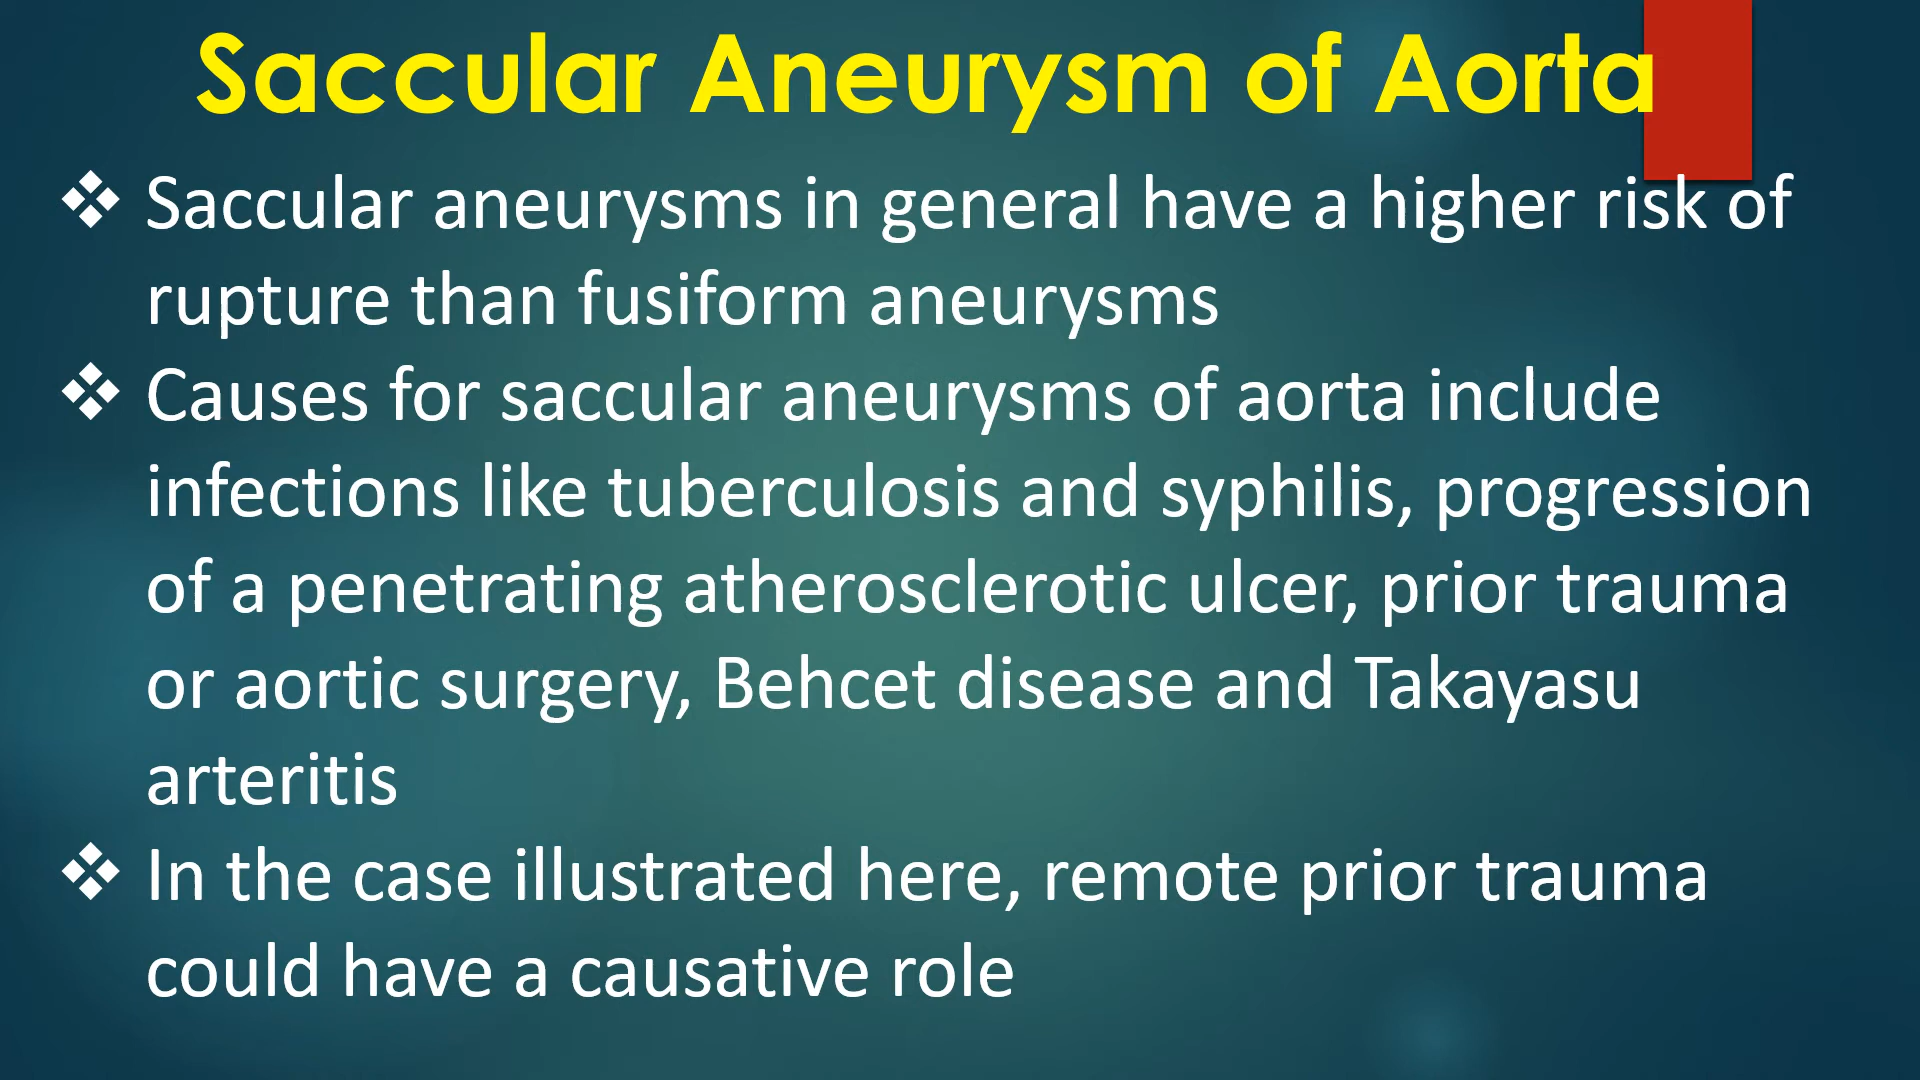 Saccular Aneurysm of Aorta
❖ Saccular aneurysms in general have a higher risk of
rupture than fusiform aneurysms
❖ Causes for saccular aneurysms of aorta include
infections like tuberculosis and syphilis, progression
of a penetrating atherosclerotic ulcer, prior trauma
or aortic surgery, Behcet disease and Takayasu
arteritis
❖ In the case illustrated here, remote prior trauma
could have a causative role